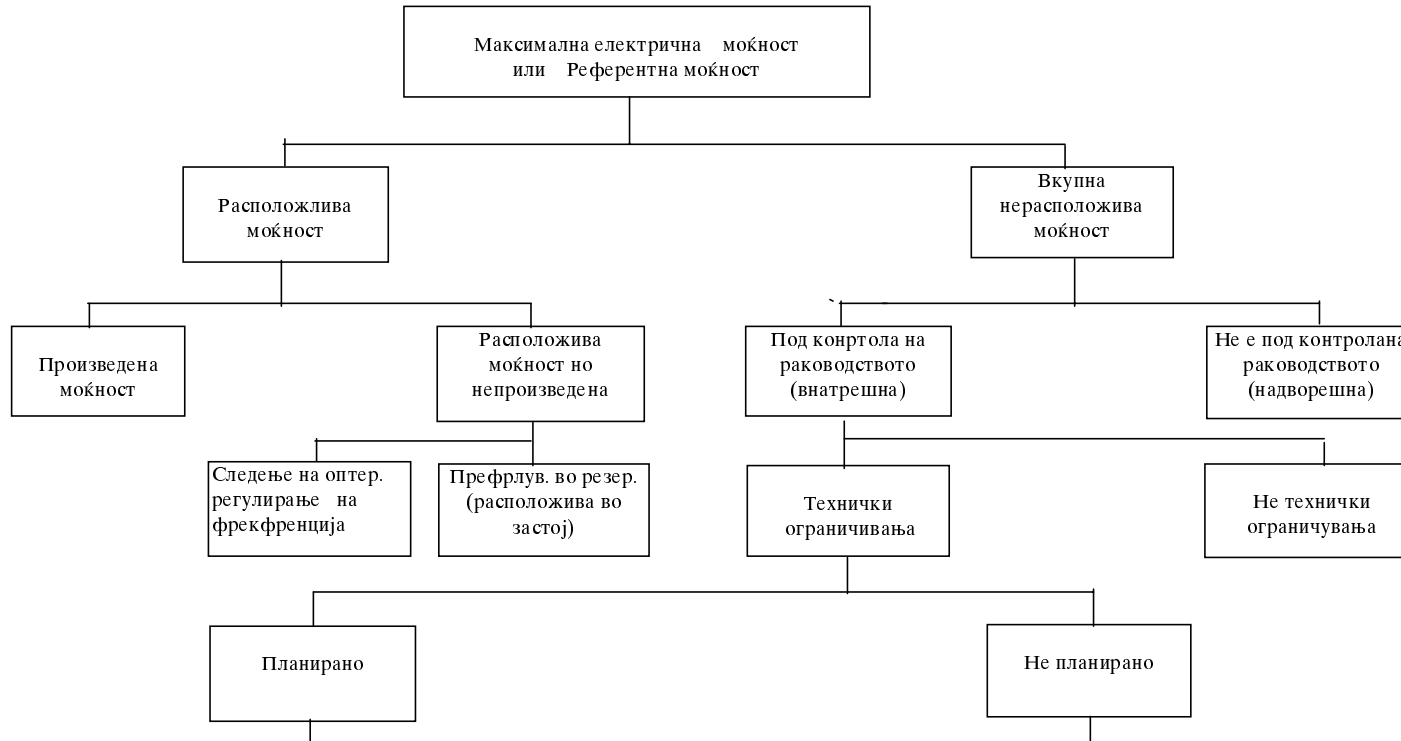 Максимална електрична моќност
или Референтна моќност
Расположлива
моќност
Вкупна
нерасположива
моќност
Произведена
моќност
Расположива
моќност но
непроизведена
Под конртола на
раководството
(внатрешна)
Не е под контролана
раководството
(надворешна)
Следење на оптер.
регулирање на
фрекфренција
Префрлув. во резер.
(расположива во
застој)
Технички
ограничивања
Не технички
ограничувања
Планирано
Не планирано